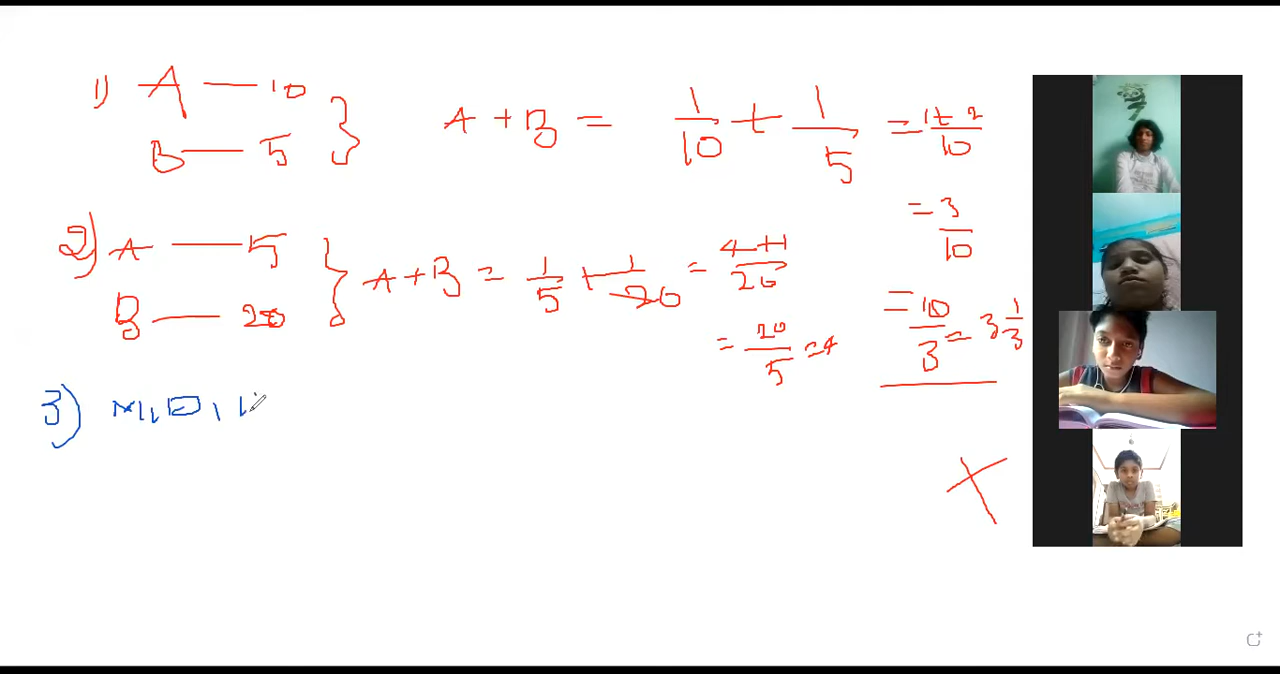 1) A — 10
B — 5 } A + B = 1/10 + 1/5 = 1+2/10
= 3/10
= 10/3 = 3 1/3
2) A — 5
B — 20 } A + B = 1/5 + 1/20 = 4+1/20
= 20/5 = 4
3)